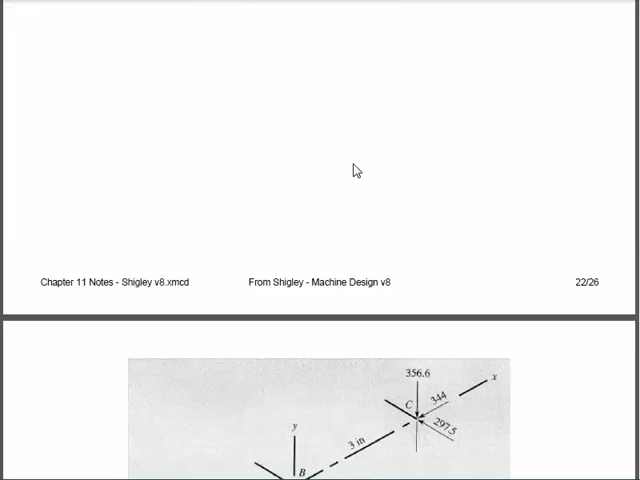 Chapter 11 Notes - Shigley v8.xmcd From Shigley - Machine Design v8 22/26
356.6
x
C 344
297.5
3 in
y
B